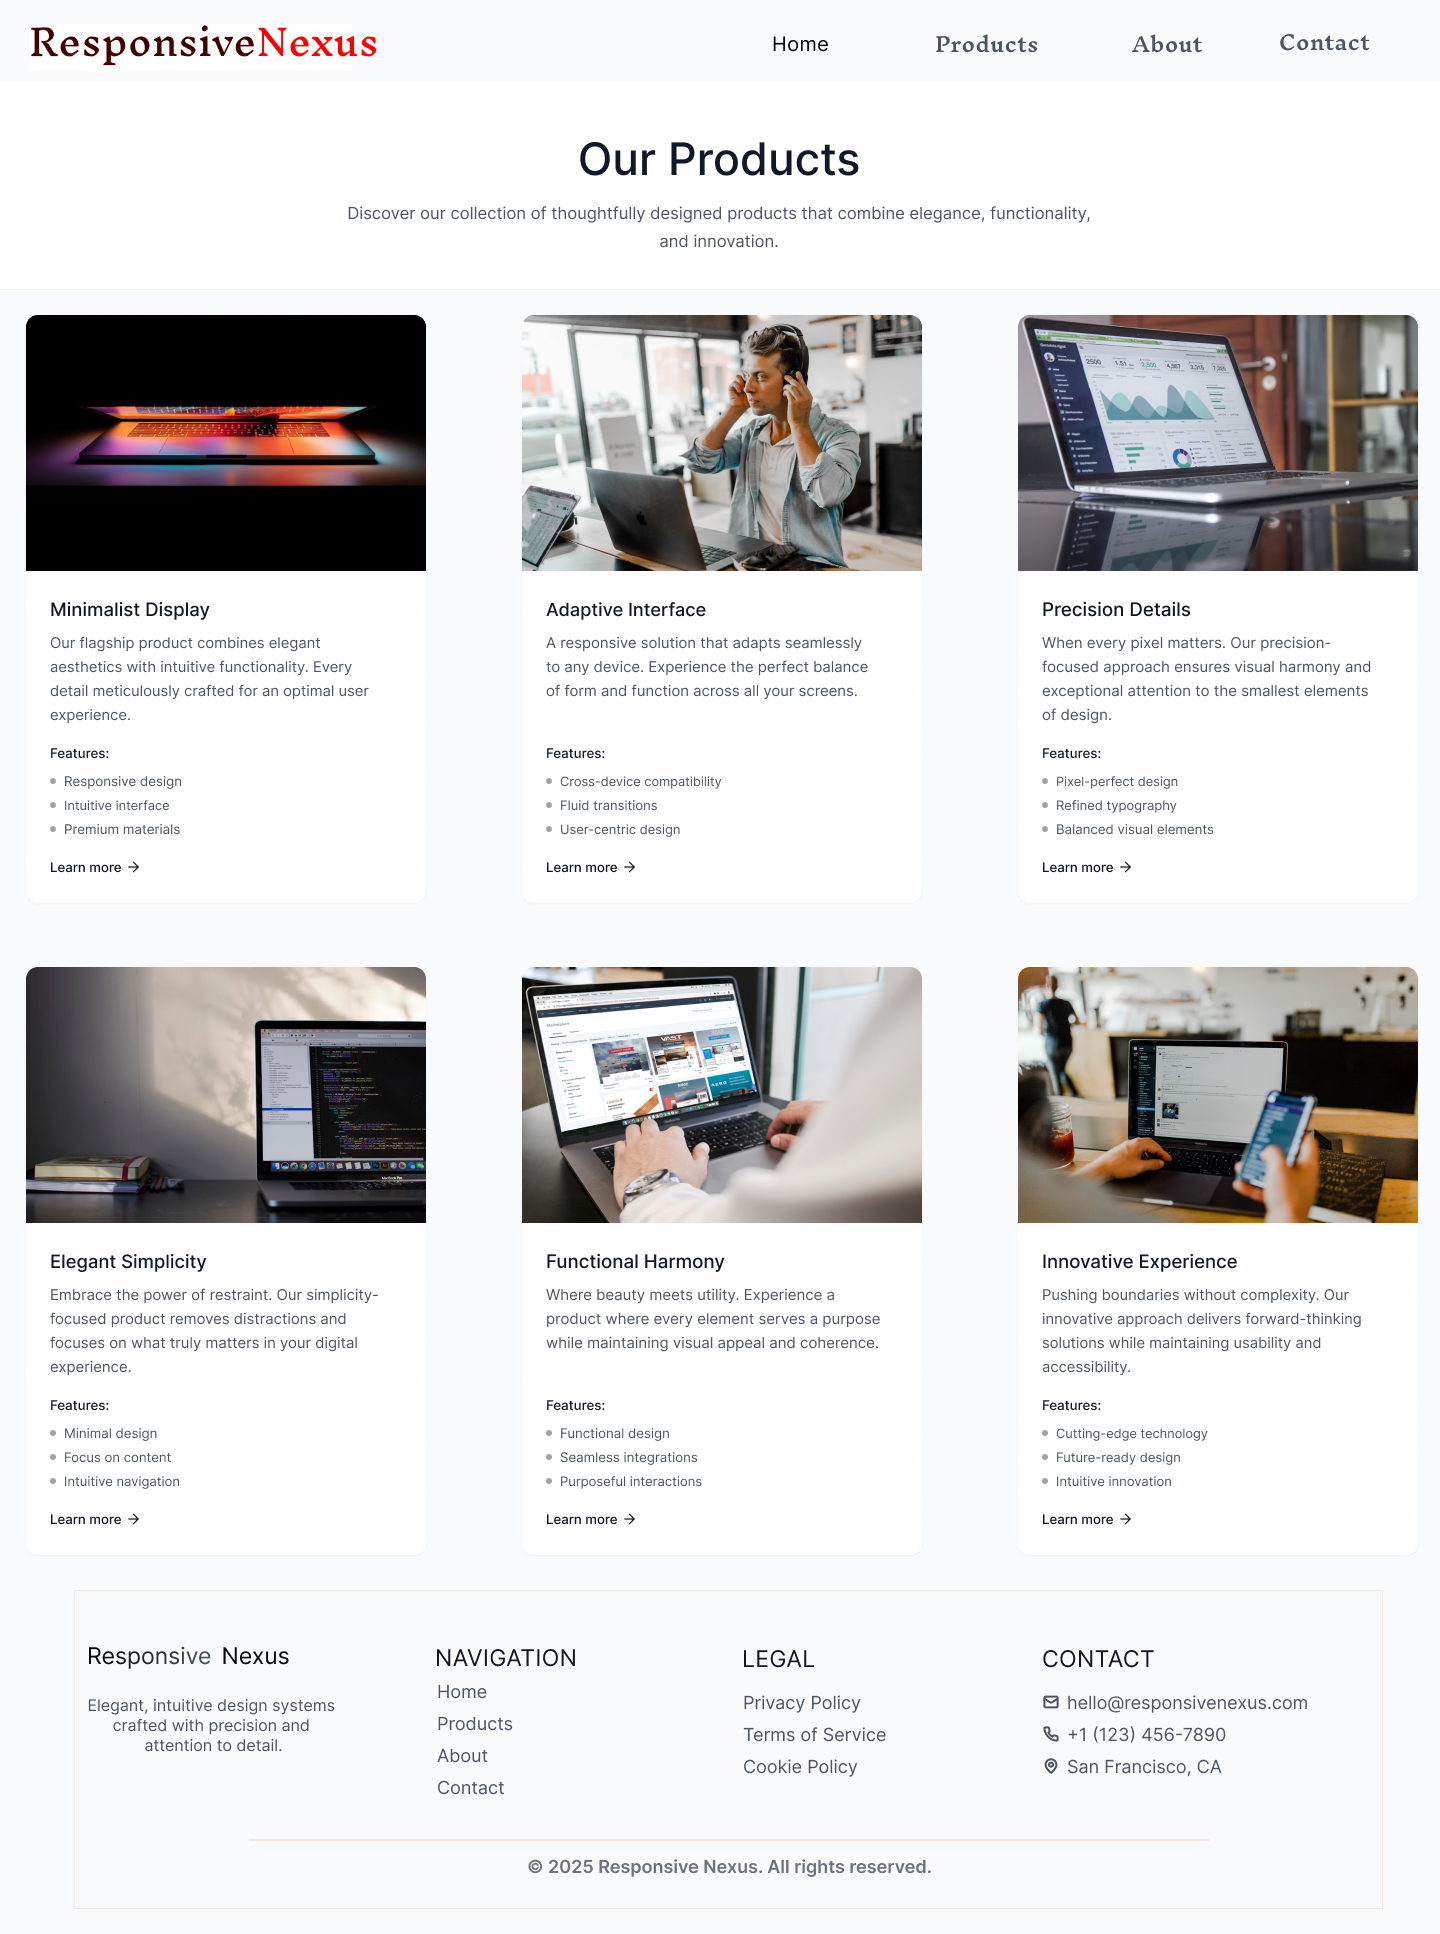 ResponsiveNexus
Home
Products
About
Contact
Our Products
Discover our collection of thoughtfully designed products that combine elegance, functionality,
and innovation.
Minimalist Display
Our flagship product combines elegant
aesthetics with intuitive functionality. Every
detail meticulously crafted for an optimal user
experience.
Features:
Responsive design
Intuitive interface
Premium materials
Learn more →
Adaptive Interface
A responsive solution that adapts seamlessly
to any device. Experience the perfect balance
of form and function across all your screens.
Features:
Cross-device compatibility
Fluid transitions
User-centric design
Learn more →
Precision Details
When every pixel matters. Our precision-
focused approach ensures visual harmony and
exceptional attention to the smallest elements
of design.
Features:
Pixel-perfect design
Refined typography
Balanced visual elements
Learn more →
Elegant Simplicity
Embrace the power of restraint. Our simplicity-
focused product removes distractions and
focuses on what truly matters in your digital
experience.
Features:
Minimal design
Focus on content
Intuitive navigation
Learn more →
Functional Harmony
Where beauty meets utility. Experience a
product where every element serves a purpose
while maintaining visual appeal and coherence.
Features:
Functional design
Seamless integrations
Purposeful interactions
Learn more →
Innovative Experience
Pushing boundaries without complexity. Our
innovative approach delivers forward-thinking
solutions while maintaining usability and
accessibility.
Features:
Cutting-edge technology
Future-ready design
Intuitive innovation
Learn more →
Responsive Nexus
Elegant, intuitive design systems
crafted with precision and
attention to detail.
NAVIGATION
Home
Products
About
Contact
LEGAL
Privacy Policy
Terms of Service
Cookie Policy
CONTACT
hello@responsivenexus.com
+1 (123) 456-7890
San Francisco, CA
© 2025 Responsive Nexus. All rights reserved.